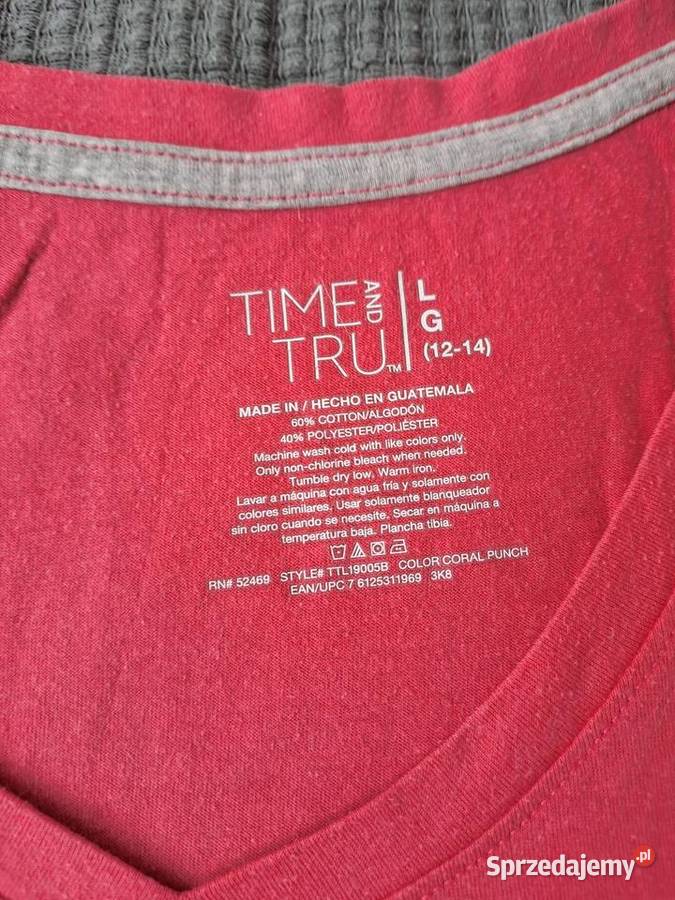 TIME AND TRU™
L
G
(12-14)
MADE IN / HECHO EN GUATEMALA
60% COTTON/ALGODÓN
40% POLYESTER/POLIÉSTER
Machine wash cold with like colors only.
Only non-chlorine bleach when needed.
Tumble dry low, Warm iron.
Lavar a máquina con agua fría y solamente con
colores similares. Usar solamente blanqueador
sin cloro cuando se necesite. Secar en máquina a
temperatura baja. Plancha tibia.
RN# 52469 STYLE# TTL19005B COLOR CORAL PUNCH
EAN/UPC 7 6125311969 3K8
Sprzedajemy.pl